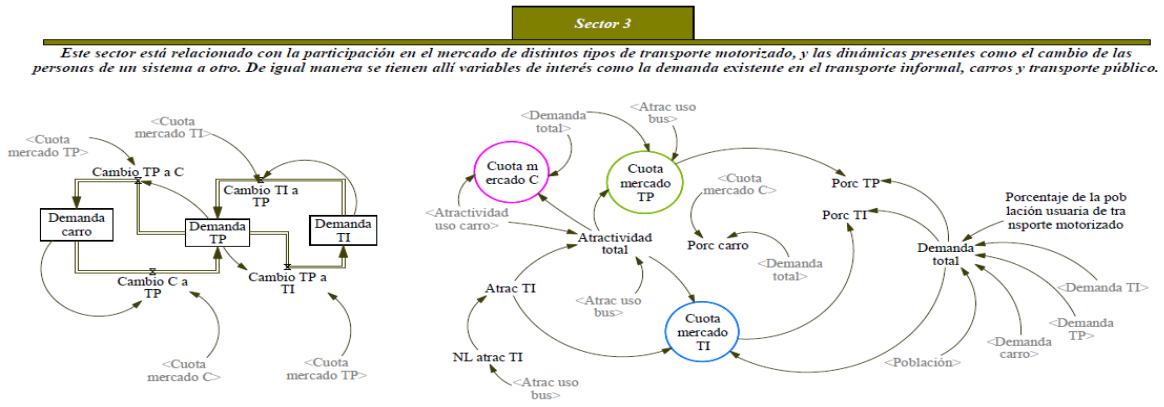 Sector 3
Este sector está relacionado con la participación en el mercado de distintos tipos de transporte motorizado, y las dinámicas presentes como el cambio de las
personas de un sistema a otro. De igual manera se tienen allí variables de interés como la demanda existente en el transporte informal, carros y transporte público.
<Cuota
mercado TP>
<Cuota
mercado TI>
Cambio TP a C
Cambio TI a
TP
Demanda
carro
Demanda
TP
Demanda
TI
Cambio C a
TP
Cambio TP a
TI
<Cuota
mercado C>
<Cuota
mercado TP>
<Demanda
total>
<Atrac uso
bus>
Cuota m
ercado C
Cuota
mercado
TP
<Atractividad
uso carro>
Atractividad
total
<Cuota
mercado C>
Porc carro
<Demanda
total>
Atrac TI
<Atrac uso
bus>
NL atrac TI
<Atrac uso
bus>
Cuota
mercado
TI
Porc TP
Porc TI
Porcentaje de la pob
lación usuaria de tra
nsporte motorizado
Demanda
total
<Demanda TI>
<Demanda
TP>
<Demanda
carro>
<Población>